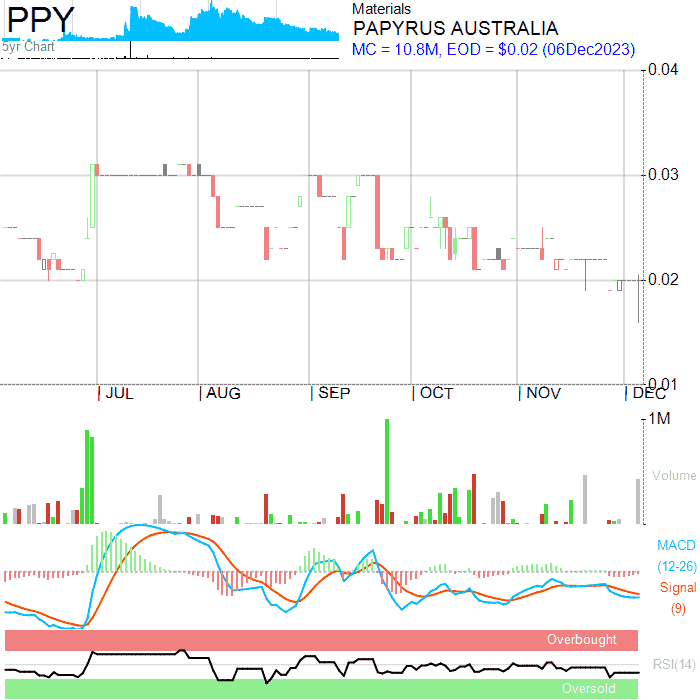 PPY
5yr Chart
Materials
PAPYRUS AUSTRALIA
MC = 10.8M, EOD = $0.02 (06Dec2023)
0.04
0.03
0.02
0.01
| JUL
| AUG
| SEP
| OCT
| NOV
| DEC
1M
Volume
MACD
(12-26)
Signal
(9)
Overbought
RSI(14)
Oversold